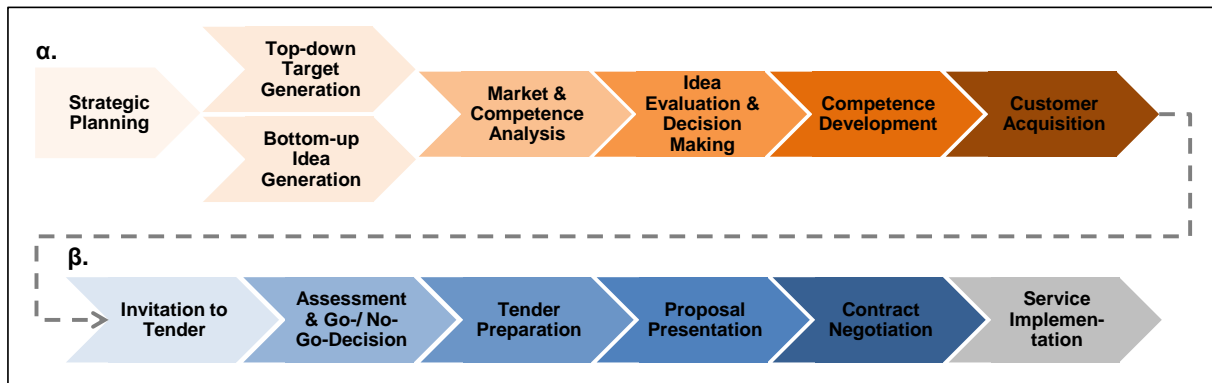 α.
Strategic
Planning
Top-down
Target
Generation
Bottom-up
Idea
Generation
Market &
Competence
Analysis
Idea
Evaluation &
Decision
Making
Competence
Development
Customer
Acquisition
β.
Invitation to
Tender
Assessment
& Go-/ No-
Go-Decision
Tender
Preparation
Proposal
Presentation
Contract
Negotiation
Service
Implemen-
tation